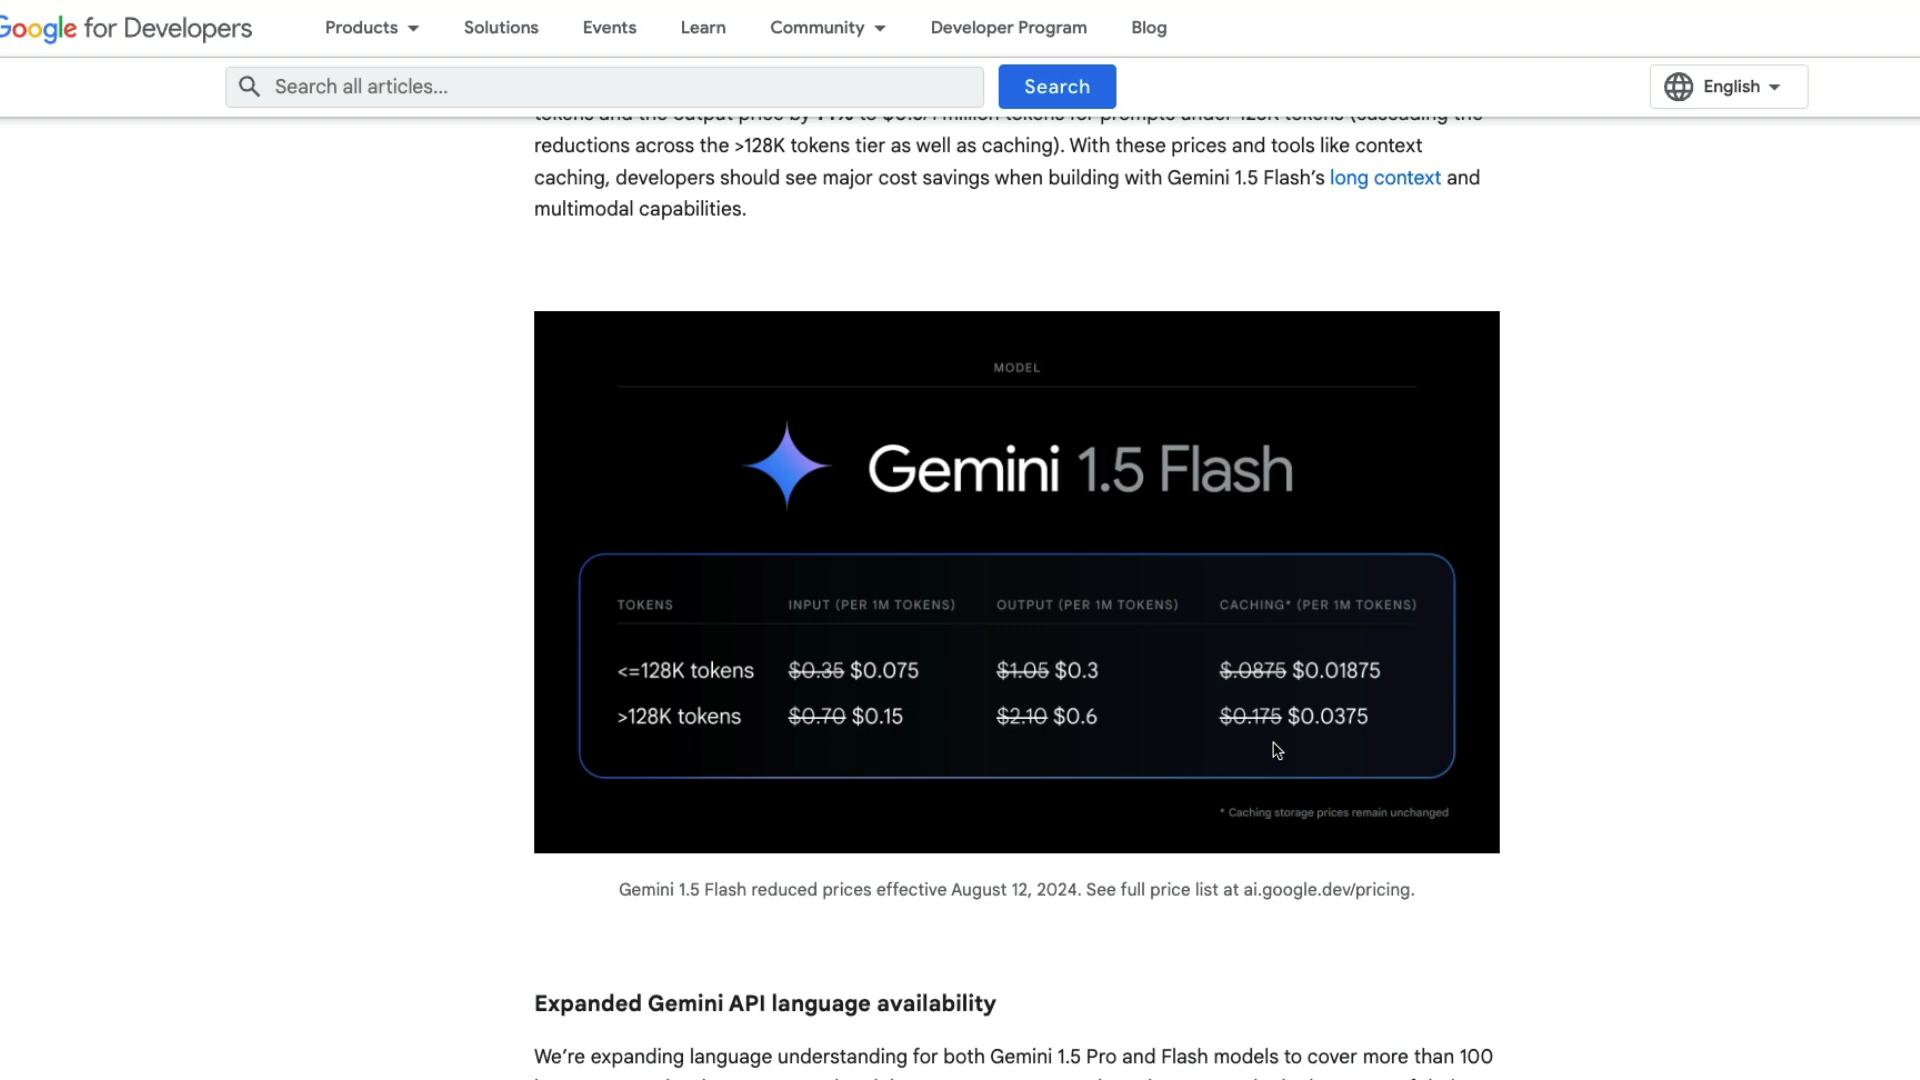 Google for Developers
Products
Solutions
Events
Learn
Community
Developer Program
Blog
Search all articles...
Search
English
reductions across the >128K tokens tier as well as caching). With these prices and tools like context
caching, developers should see major cost savings when building with Gemini 1.5 Flash’s long context and
multimodal capabilities.
MODEL
Gemini 1.5 Flash
TOKENS INPUT (PER 1M TOKENS) OUTPUT (PER 1M TOKENS) CACHING* (PER 1M TOKENS)
<=128K tokens $0.35 $0.075 $1.05 $0.3 $.0875 $0.01875
>128K tokens $0.70 $0.15 $2.10 $0.6 $0.175 $0.0375
* Caching storage prices remain unchanged
Gemini 1.5 Flash reduced prices effective August 12, 2024. See full price list at ai.google.dev/pricing.
Expanded Gemini API language availability
We’re expanding language understanding for both Gemini 1.5 Pro and Flash models to cover more than 100